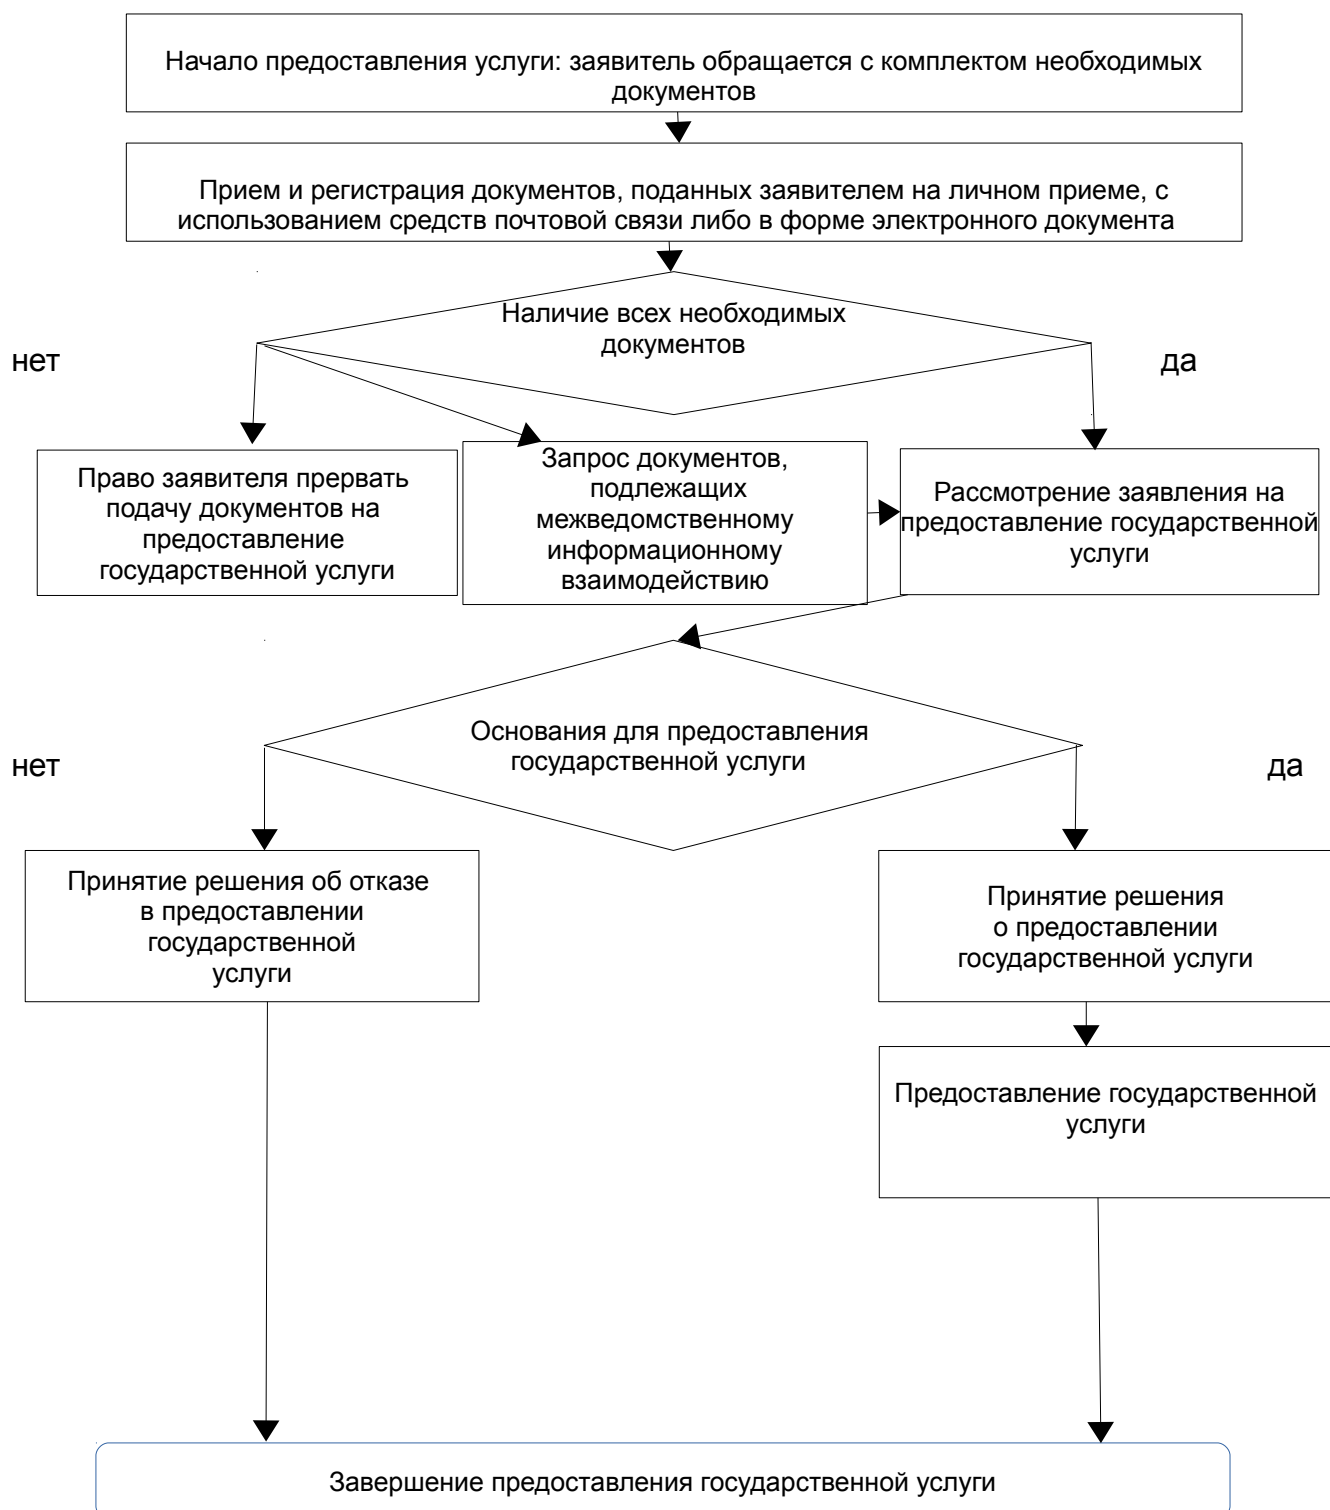 Начало предоставления услуги: заявитель обращается с комплектом необходимых
документов
Прием и регистрация документов, поданных заявителем на личном приеме, с
использованием средств почтовой связи либо в форме электронного документа
Наличие всех необходимых
документов
нет
да
Право заявителя прервать
подачу документов на
предоставление
государственной услуги
Запрос документов,
подлежащих
межведомственному
информационному
взаимодействию
Рассмотрение заявления на
предоставление государственной
услуги
Основания для предоставления
государственной услуги
нет
да
Принятие решения об отказе
в предоставлении
государственной
услуги
Принятие решения
о предоставлении
государственной услуги
Предоставление государственной
услуги
Завершение предоставления государственной услуги